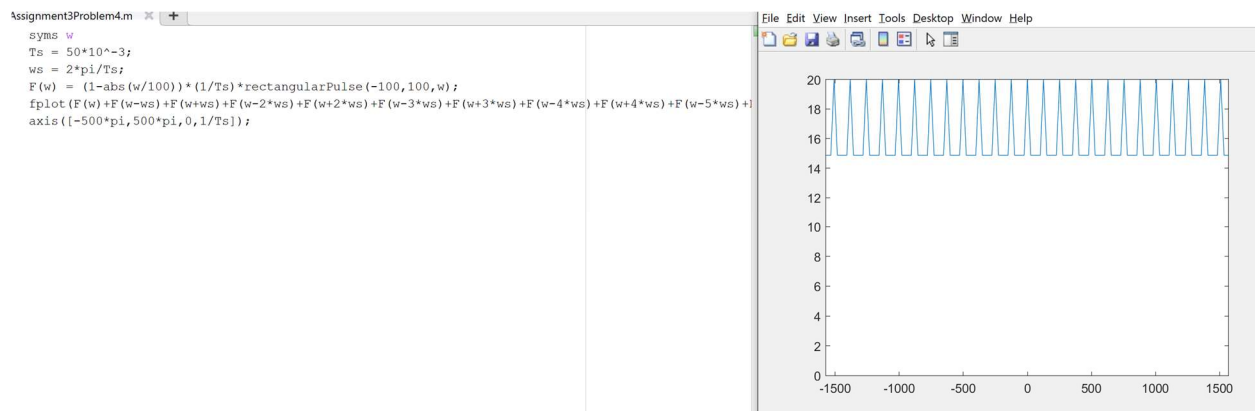 Assignment3Problem4.m × +
syms w
Ts = 50*10^-3;
ws = 2*pi/Ts;
F(w) = (1-abs(w/100))*(1/Ts)*rectangularPulse(-100,100,w);
fplot(F(w)+F(w-ws)+F(w+ws)+F(w-2*ws)+F(w+2*ws)+F(w-3*ws)+F(w+3*ws)+F(w-4*ws)+F(w+4*ws)+F(w-5*ws)+
axis([-500*pi,500*pi,0,1/Ts]);
File Edit View Insert Tools Desktop Window Help
20
18
16
14
12
10
8
6
4
2
0
-1500 -1000 -500 0 500 1000 1500